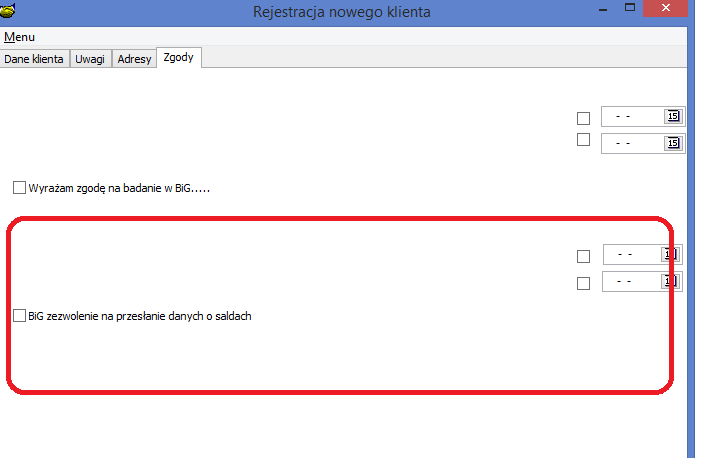 Rejestracja nowego klienta
Menu
Dane klienta Uwagi Adresy Zgody
- - 15
- - 15
Wyrażam zgodę na badanie w BiG.....
- -
- -
BiG zezwolenie na przesłanie danych o saldach